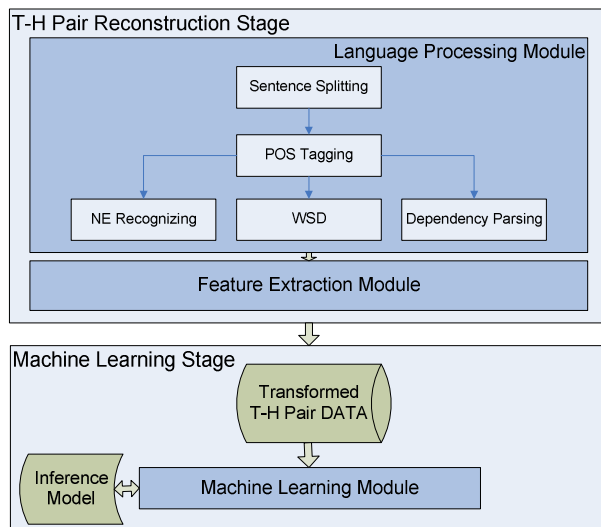 T-H Pair Reconstruction Stage
Language Processing Module
Sentence Splitting
POS Tagging
NE Recognizing
WSD
Dependency Parsing
Feature Extraction Module
Machine Learning Stage
Transformed
T-H Pair DATA
Inference
Model
Machine Learning Module